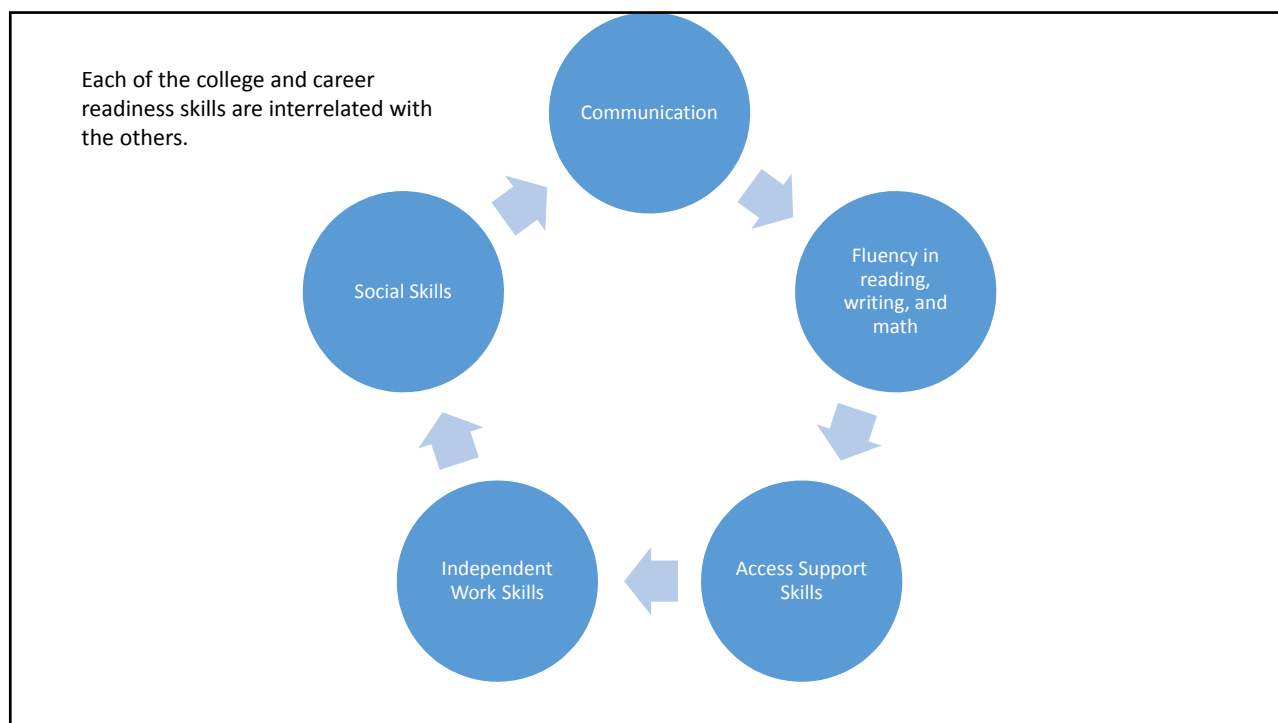 Each of the college and career
readiness skills are interrelated with
the others.
Communication
Fluency in
reading,
writing, and
math
Access Support
Skills
Independent
Work Skills
Social Skills